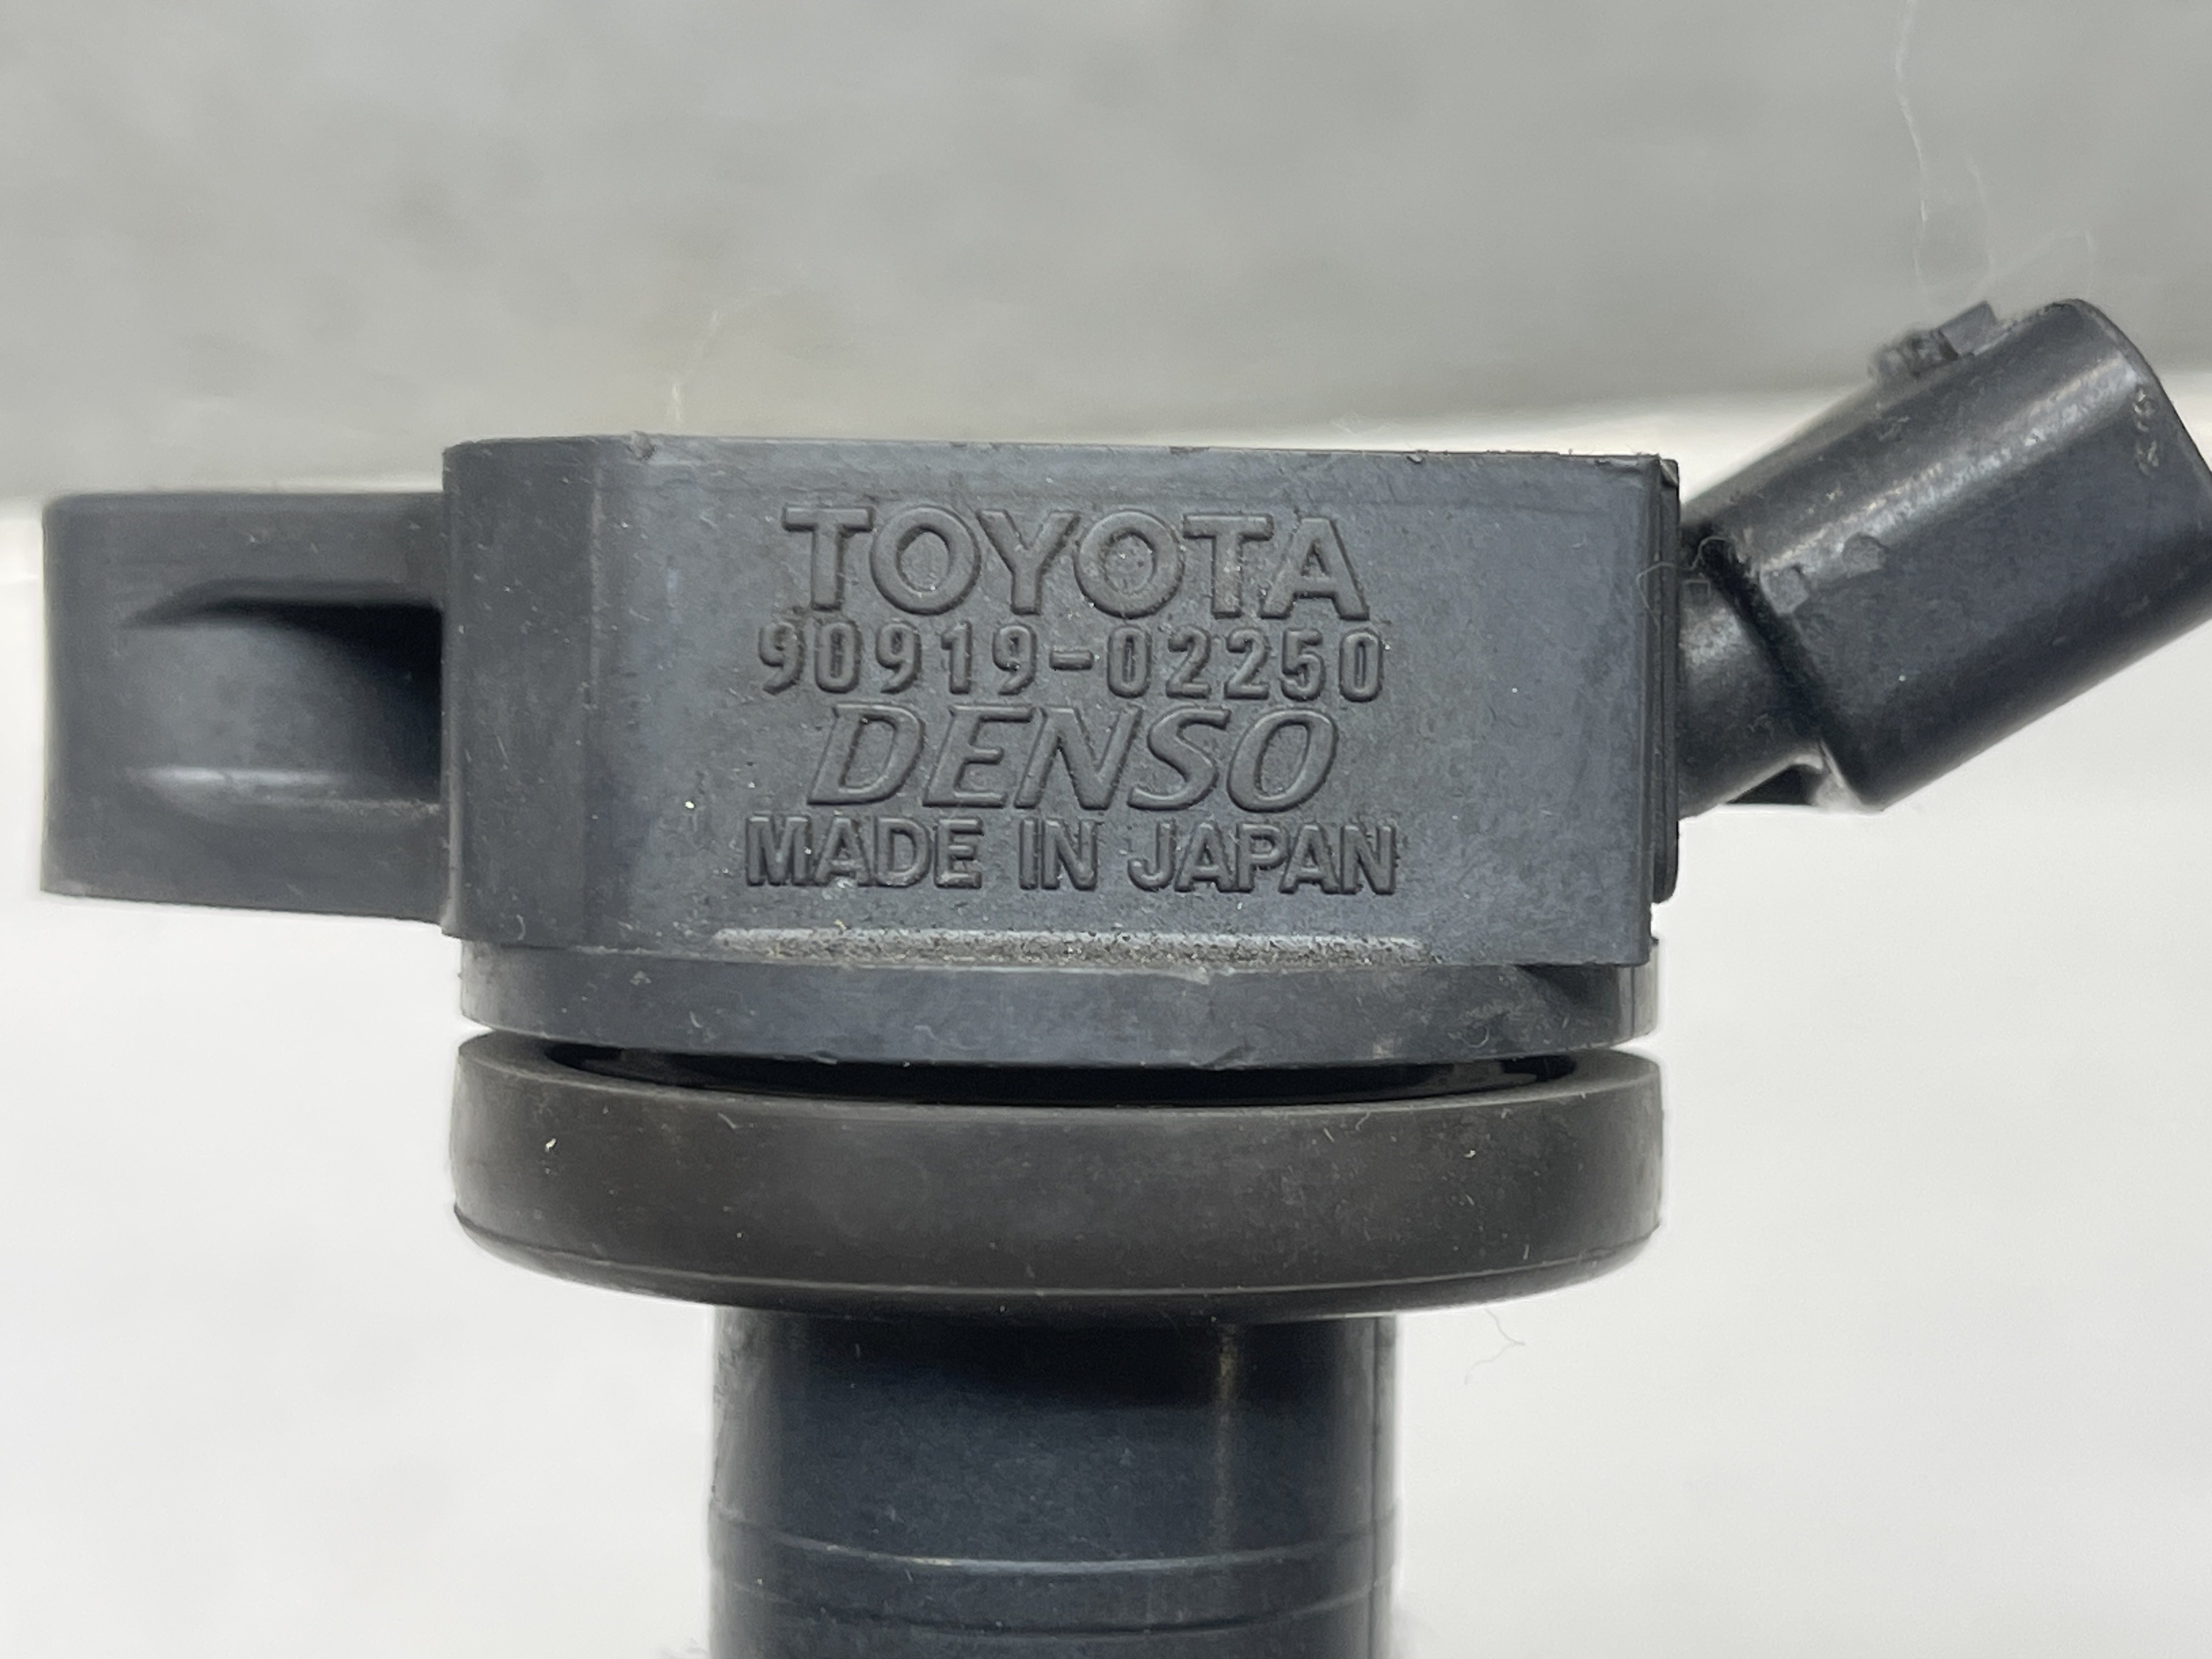 TOYOTA
90919-02250
DENSO
MADE IN JAPAN